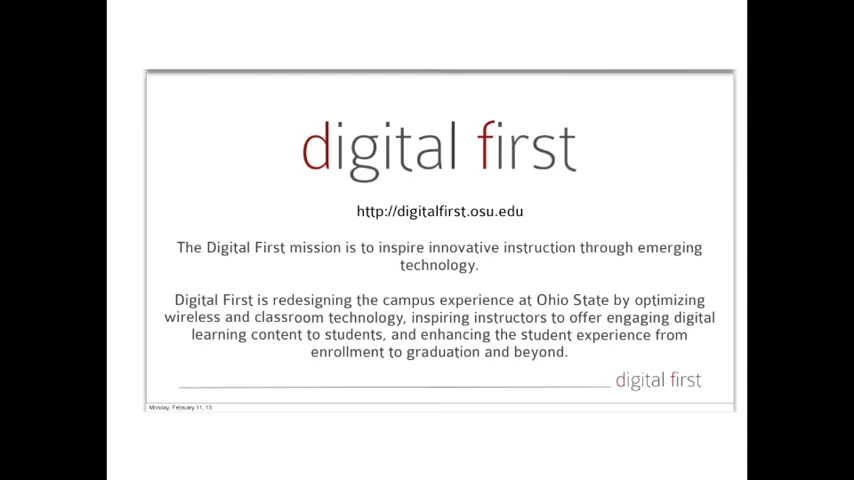 digital first
http://digitalfirst.osu.edu
The Digital First mission is to inspire innovative instruction through emerging
technology.
Digital First is redesigning the campus experience at Ohio State by optimizing
wireless and classroom technology, inspiring instructors to offer engaging digital
learning content to students, and enhancing the student experience from
enrollment to graduation and beyond.
digital first
Monday, February 11, 13